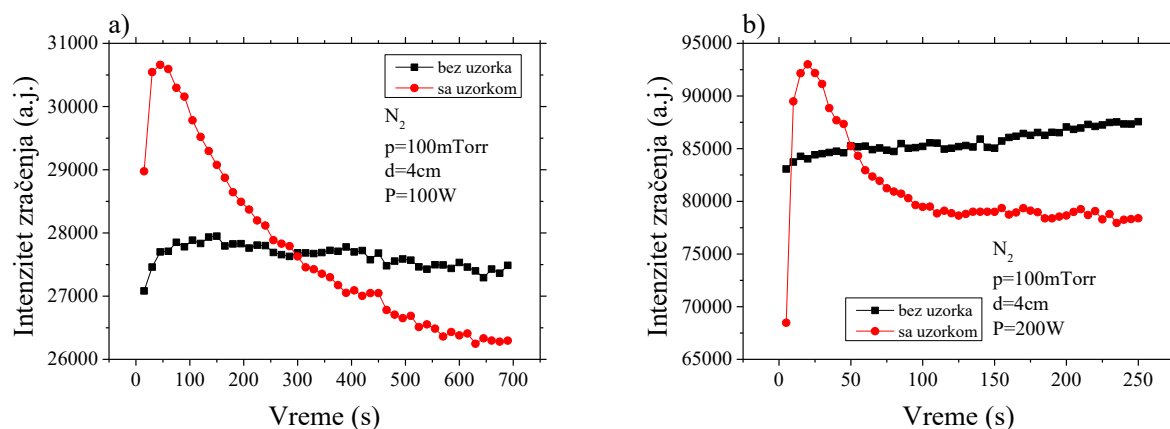 a)
31000
30000
29000
28000
27000
26000
Intenzitet zračenja (a.j.)
bez uzorka
sa uzorkom
N₂
p=100mTorr
d=4cm
P=100W
0 100 200 300 400 500 600 700
Vreme (s)
b)
95000
90000
85000
80000
75000
70000
65000
Intenzitet zračenja (a.j.)
N₂
p=100mTorr
d=4cm
P=200W
bez uzorka
sa uzorkom
0 50 100 150 200 250
Vreme (s)